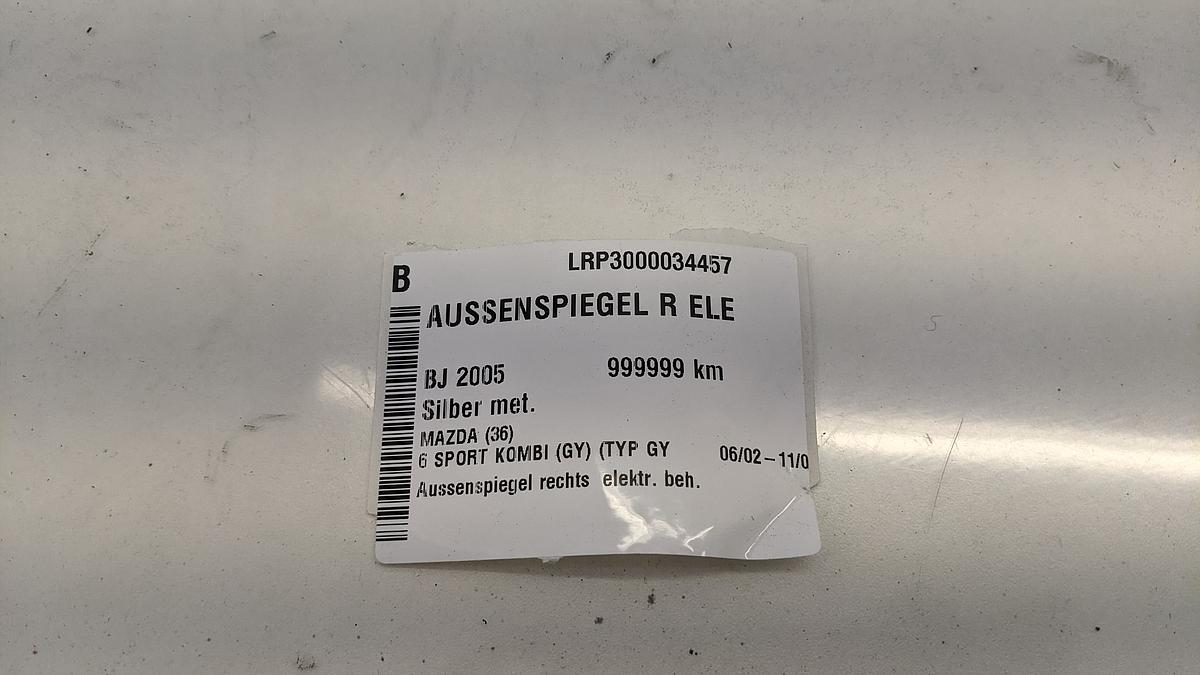 B LRP3000034457
AUSSENSPIEGEL R ELE
BJ 2005 999999 km
Silber met.
MAZDA (36)
6 SPORT KOMBI (GY) (TYP GY 06/02 – 11/0
Aussenspiegel rechts elektr. beh.